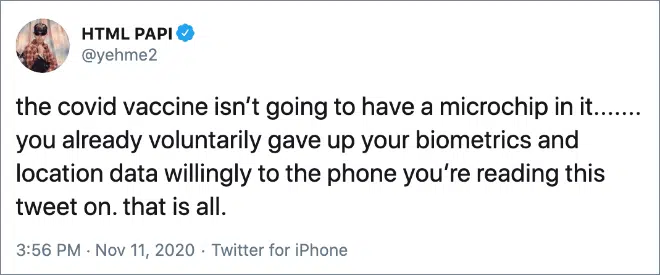 HTML PAPI
@yehme2
the covid vaccine isn’t going to have a microchip in it.......
you already voluntarily gave up your biometrics and
location data willingly to the phone you’re reading this
tweet on. that is all.
3:56 PM · Nov 11, 2020 · Twitter for iPhone